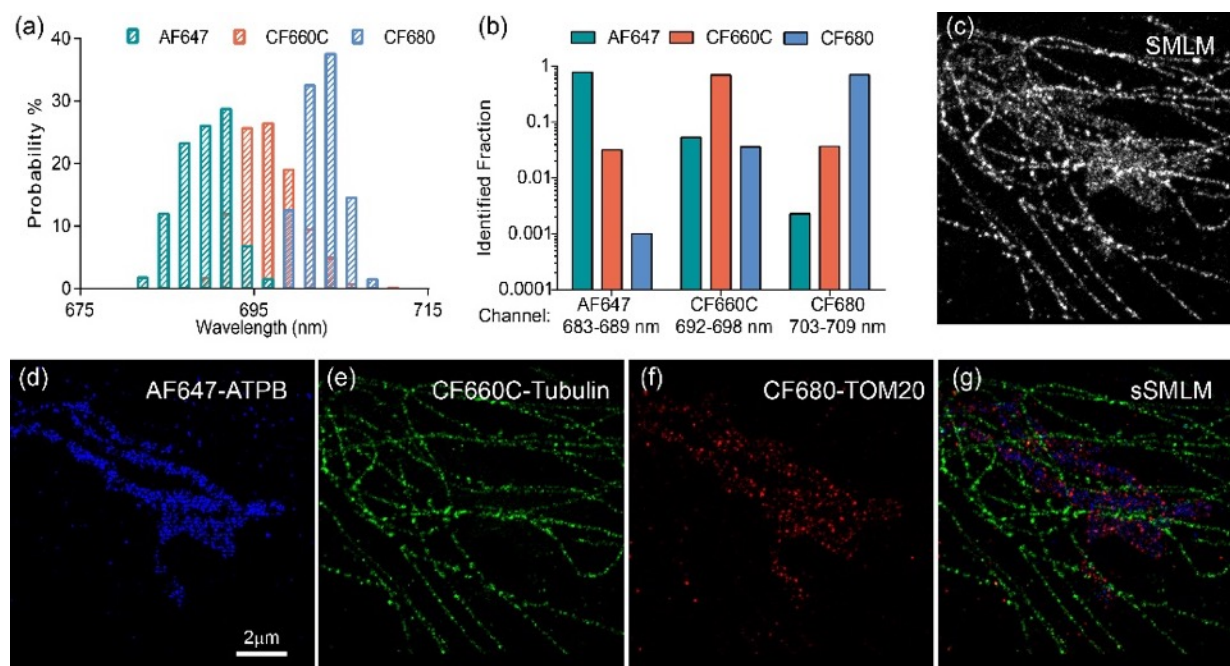 (a)
AF647 CF660C CF680
40
30
20
10
0
Probability %
675 695 715
Wavelength (nm)
(b)
AF647 CF660C CF680
1
0.1
0.01
0.001
0.0001
Identified Fraction
AF647 CF660C CF680
Channel: 683-689 nm 692-698 nm 703-709 nm
(c) SMLM
(d) AF647-ATPB
2μm
(e) CF660C-Tubulin
(f) CF680-TOM20
(g) sSMLM